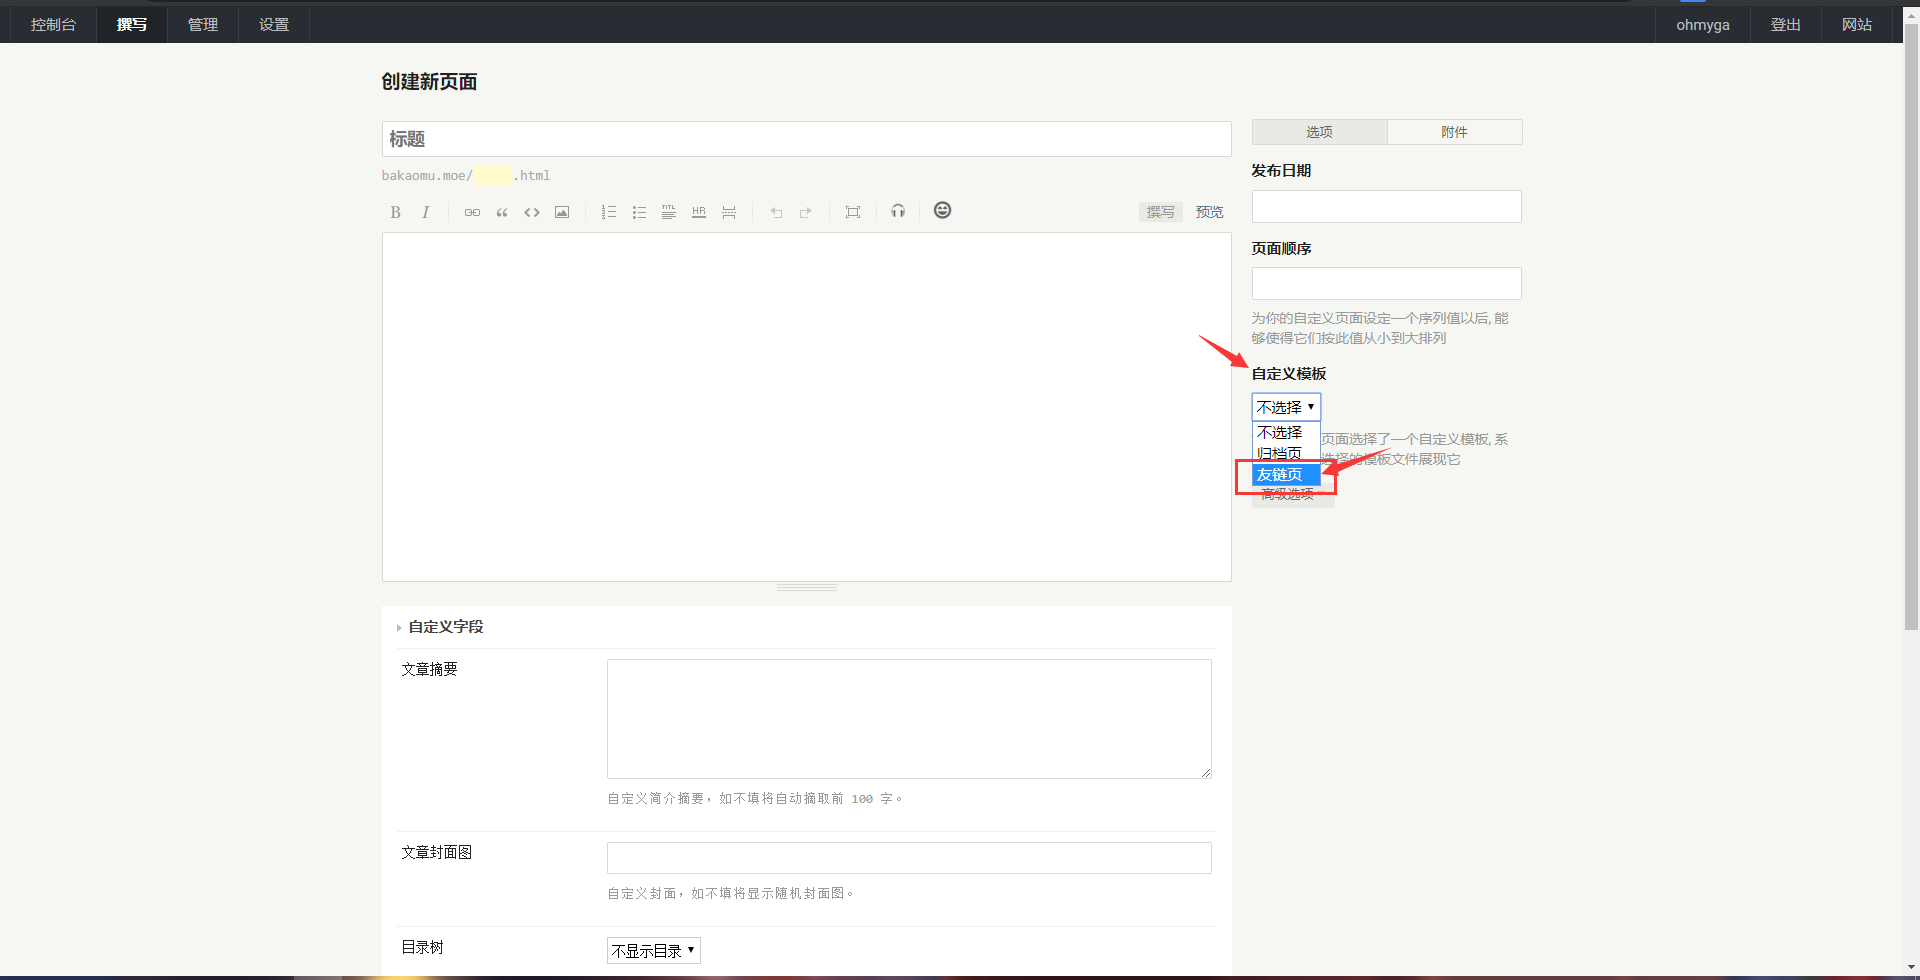 控制台 撰写 管理 设置 ohmyga 登出 网站
创建新页面
标题
bakaomu.moe/ .html
B I TITL HR 撰写 预览
选项 附件
发布日期
页面顺序
为你的自定义页面设定一个序列值以后, 能
够使得它们按此值从小到大排列
自定义模板
不选择
不选择
归档页
友链页
页面选择了一个自定义模板, 系
选择的模板文件展现它
高级选项
自定义字段
文章摘要
自定义简介摘要，如不填将自动摘取前 100 字。
文章封面图
自定义封面，如不填将显示随机封面图。
目录树
不显示目录